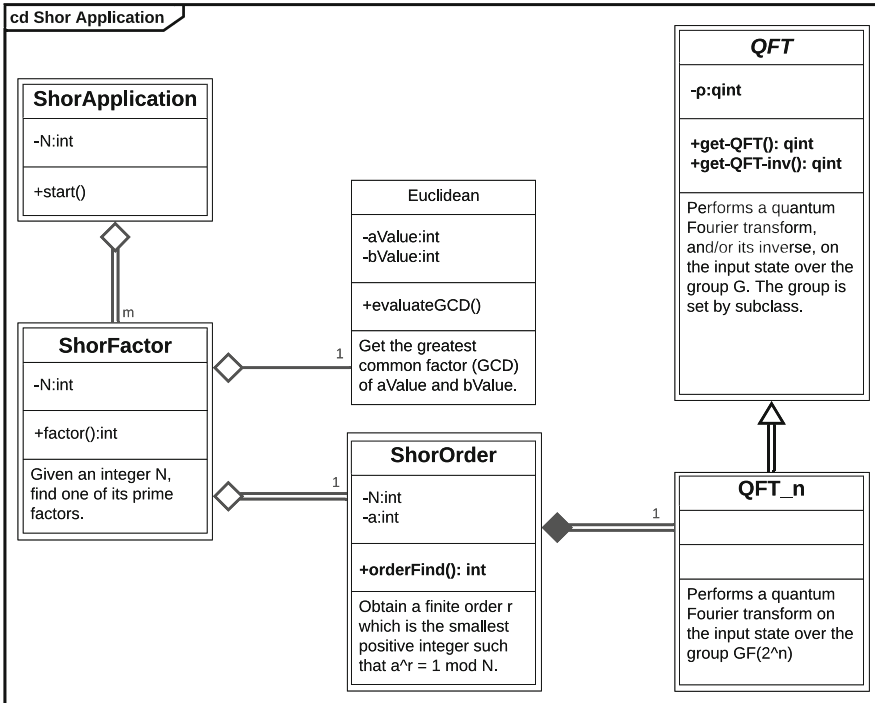 cd Shor Application
ShorApplication
-N:int
+start()
m
ShorFactor
-N:int
+factor():int
Given an integer N,
find one of its prime
factors.
1
Euclidean
-aValue:int
-bValue:int
+evaluateGCD()
Get the greatest
common factor (GCD)
of aValue and bValue.
1
ShorOrder
-N:int
-a:int
+orderFind(): int
Obtain a finite order r
which is the smallest
positive integer such
that a^r = 1 mod N.
1
QFT
-ρ:qint
+get-QFT(): qint
+get-QFT-inv(): qint
Performs a quantum
Fourier transform,
and/or its inverse, on
the input state over the
group G. The group is
set by subclass.
QFT_n
Performs a quantum
Fourier transform on
the input state over the
group GF(2^n)